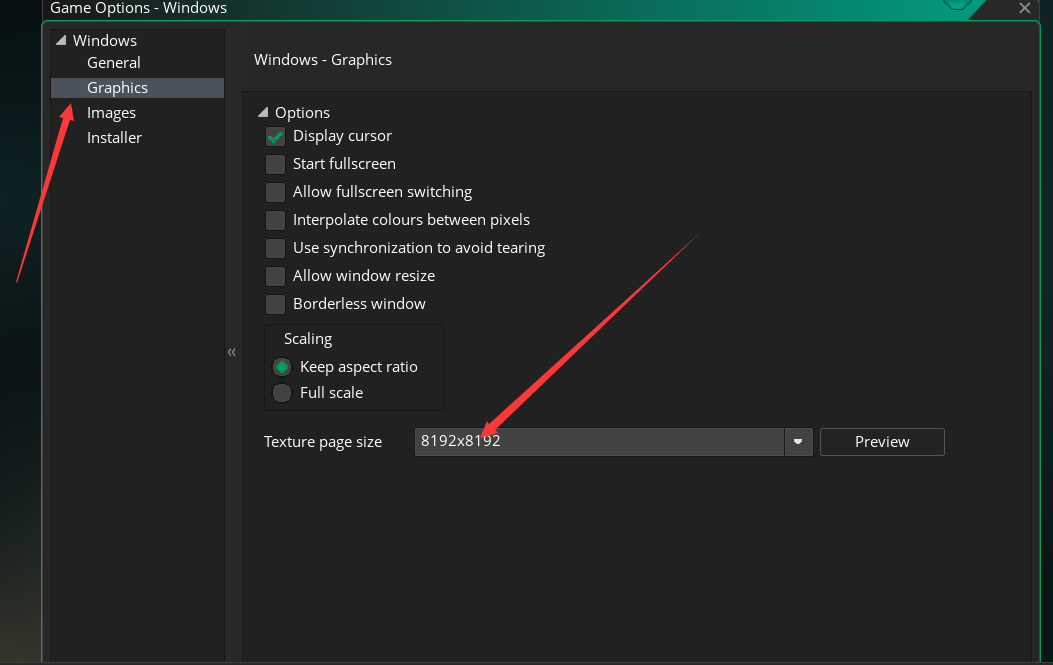 Game Options - Windows
Windows
General
Graphics
Images
Installer
Windows - Graphics
Options
Display cursor
Start fullscreen
Allow fullscreen switching
Interpolate colours between pixels
Use synchronization to avoid tearing
Allow window resize
Borderless window
Scaling
Keep aspect ratio
Full scale
Texture page size
8192x8192
Preview